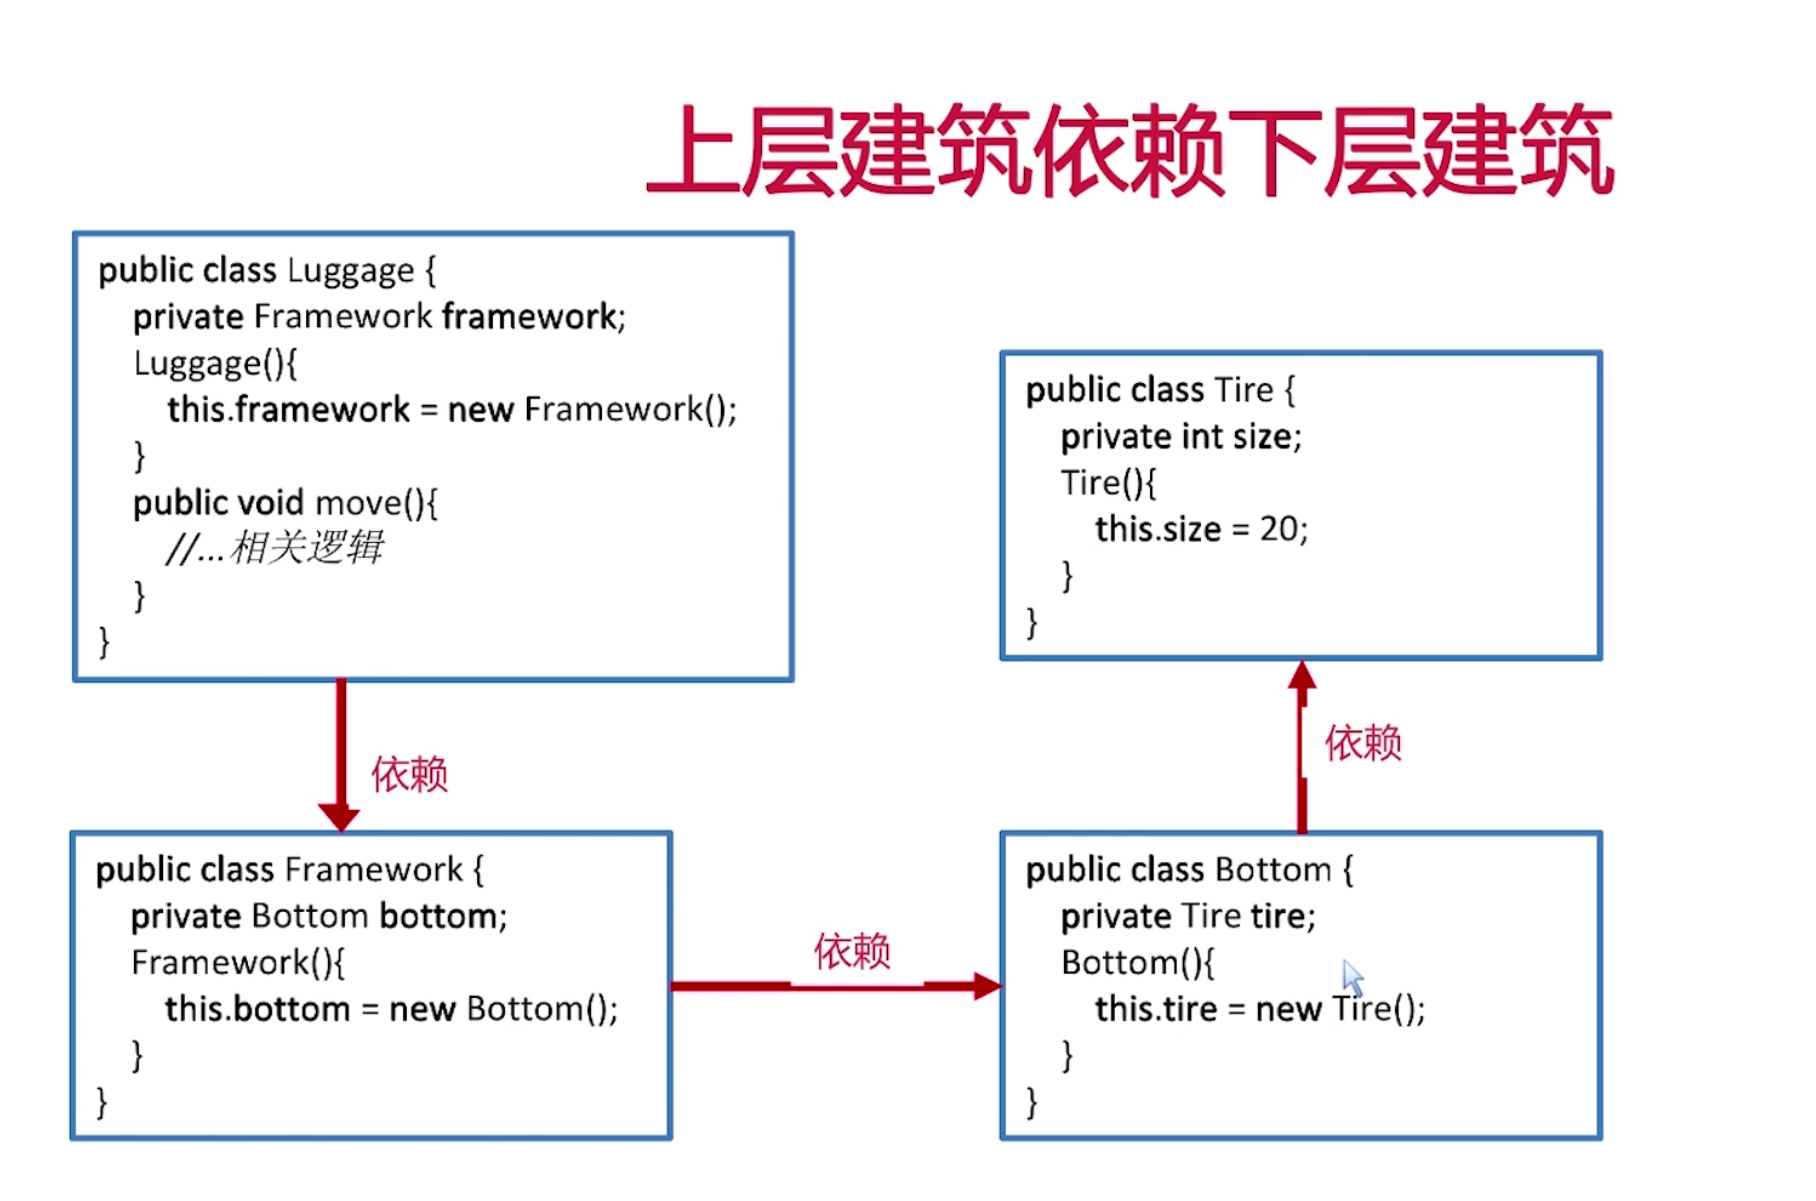 上层建筑依赖下层建筑
public class Luggage {
private Framework framework;
Luggage(){
this.framework = new Framework();
}
public void move(){
//...相关逻辑
}
}
依赖
public class Framework {
private Bottom bottom;
Framework(){
this.bottom = new Bottom();
}
}
依赖
public class Bottom {
private Tire tire;
Bottom(){
this.tire = new Tire();
}
}
依赖
public class Tire {
private int size;
Tire(){
this.size = 20;
}
}